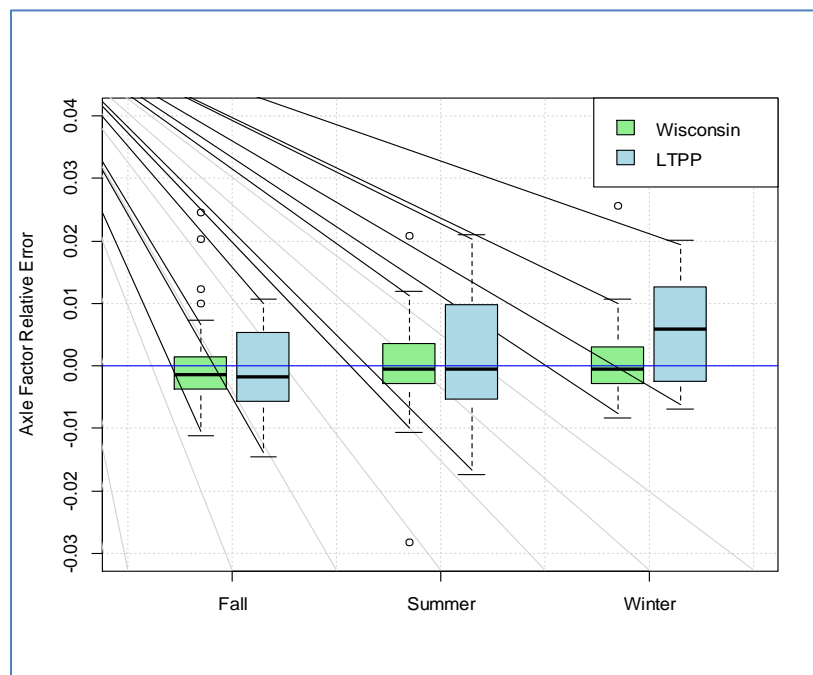 Axle Factor Relative Error
0.04
0.03
0.02
0.01
0.00
-0.01
-0.02
-0.03
Wisconsin
LTPP
Fall
Summer
Winter